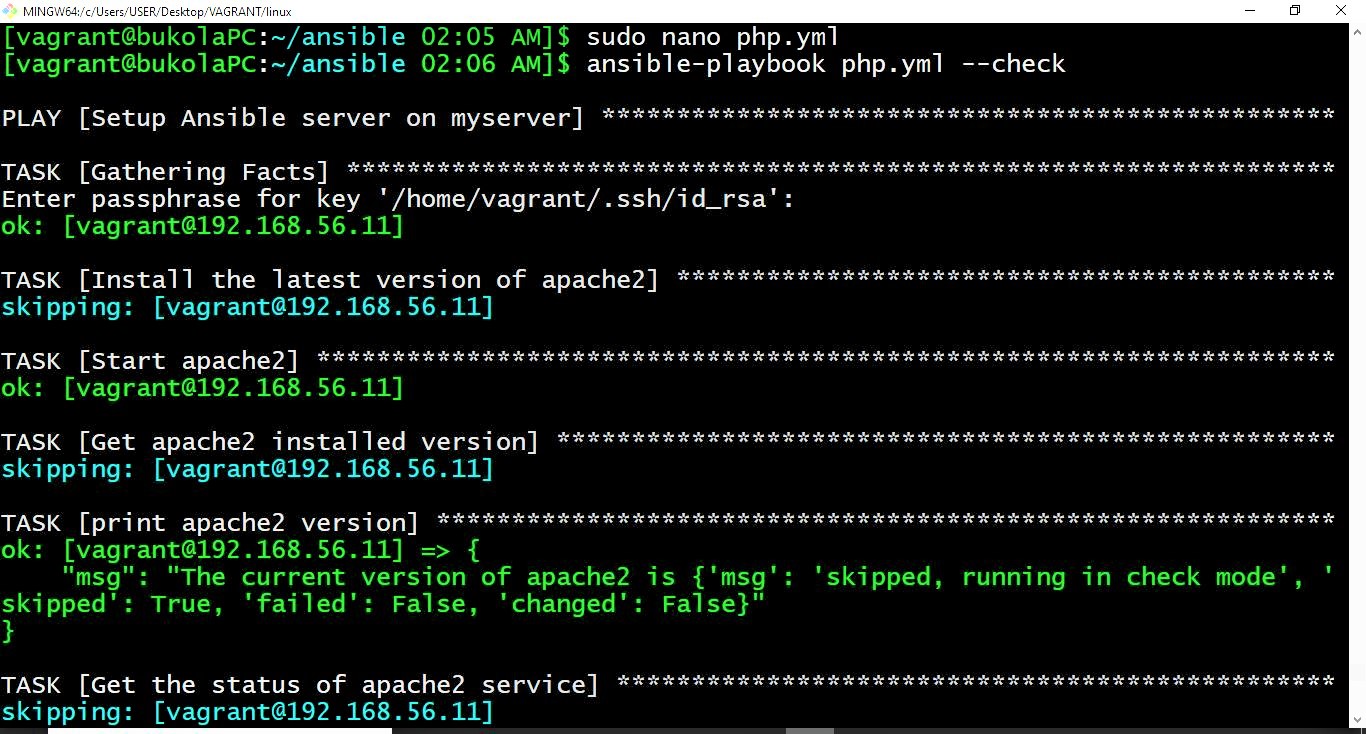 MINGW64:/c/Users/USER/Desktop/VAGRANT/linux
[vagrant@bukolaPC:~/ansible 02:05 AM]$ sudo nano php.yml
[vagrant@bukolaPC:~/ansible 02:06 AM]$ ansible-playbook php.yml --check
PLAY [Setup Ansible server on myserver] *************************************************
TASK [Gathering Facts] ******************************************************************
Enter passphrase for key '/home/vagrant/.ssh/id_rsa':
ok: [vagrant@192.168.56.11]
TASK [Install the latest version of apache2] ********************************************
skipping: [vagrant@192.168.56.11]
TASK [Start apache2] ********************************************************************
ok: [vagrant@192.168.56.11]
TASK [Get apache2 installed version] ****************************************************
skipping: [vagrant@192.168.56.11]
TASK [print apache2 version] ************************************************************
ok: [vagrant@192.168.56.11] => {
    "msg": "The current version of apache2 is {'msg': 'skipped, running in check mode', '
skipped': True, 'failed': False, 'changed': False}"
}
TASK [Get the status of apache2 service] ************************************************
skipping: [vagrant@192.168.56.11]